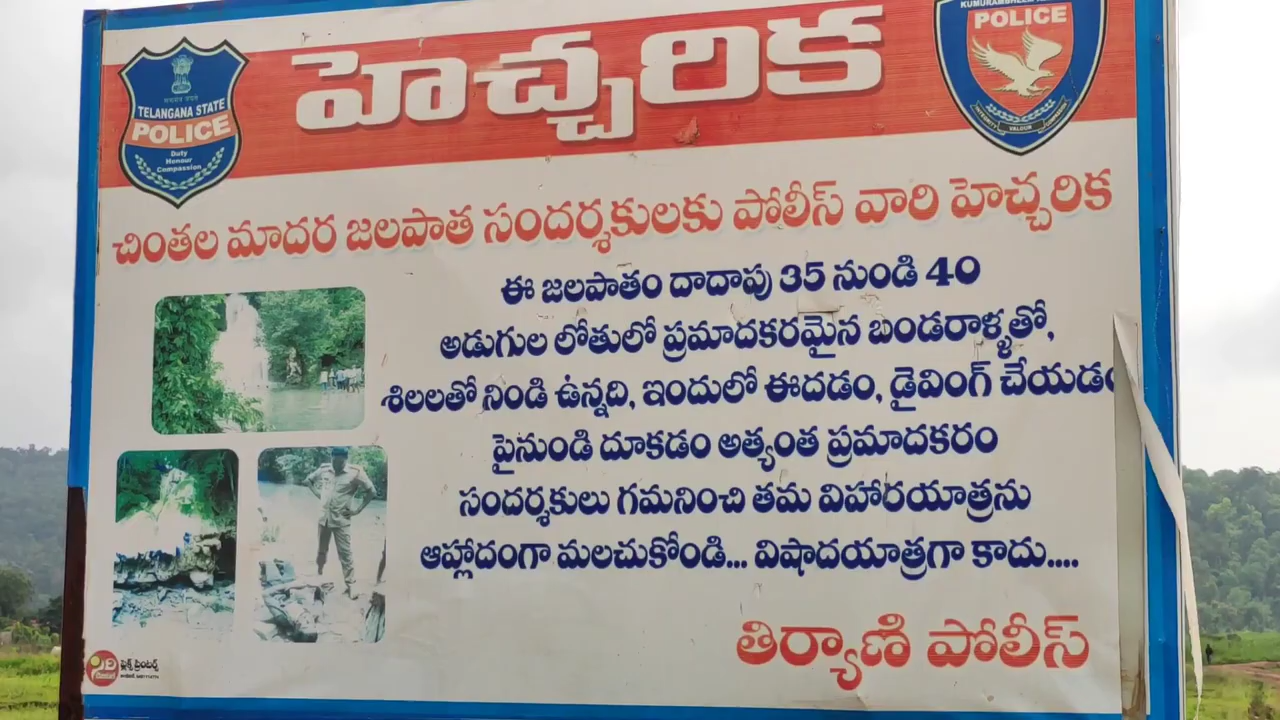 TELANGANA STATE
POLICE
Duty
Honour
Compassion
హెచ్చరిక
POLICE
చింతల మాదర జలపాత సందర్శకులకు పోలీస్ వారి హెచ్చరిక
ఈ జలపాతం దాదాపు 35 నుండి 40
అడుగుల లోతులో ప్రమాదకరమైన బండరాళ్ళతో,
శిలలతో నిండి ఉన్నది, ఇందులో ఈదడం, డైవింగ్ చేయడం
పైనుండి దూకడం అత్యంత ప్రమాదకరం
సందర్శకులు గమనించి తమ విహారయాత్రను
ఆహ్లాదంగా మలచుకోండి... విషాదయాత్రగా కాదు....
తిర్యాణి పోలీస్
ఫ్లెక్స్ ప్రింటర్స్